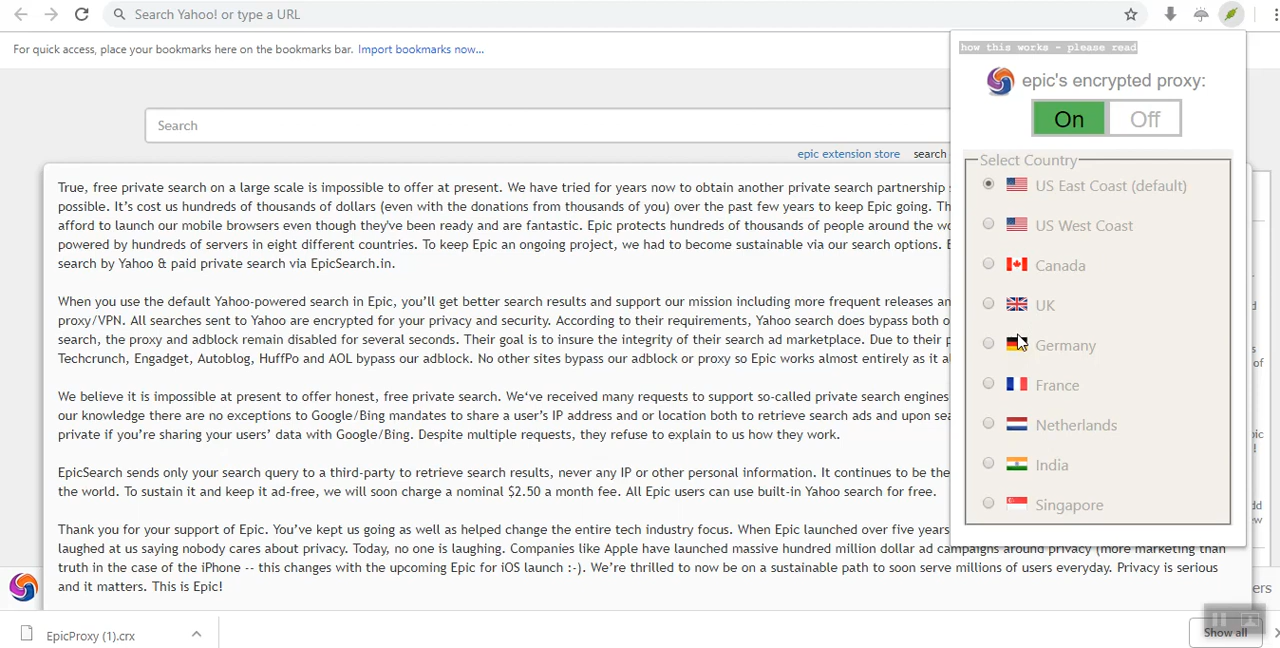 Search Yahoo! or type a URL
For quick access, place your bookmarks here on the bookmarks bar. Import bookmarks now...
how this works - please read
epic's encrypted proxy:
On Off
Select Country
US East Coast (default)
US West Coast
Canada
UK
Germany
France
Netherlands
India
Singapore
Search
epic extension store search
True, free private search on a large scale is impossible to offer at present. We have tried for years now to obtain another private search partnership
possible. It's cost us hundreds of thousands of dollars (even with the donations from thousands of you) over the past few years to keep Epic going.
afford to launch our mobile browsers even though they've been ready and are fantastic. Epic protects hundreds of thousands of people around the
powered by hundreds of servers in eight different countries. To keep Epic an ongoing project, we had to become sustainable via our search options.
search by Yahoo & paid private search via EpicSearch.in.
When you use the default Yahoo-powered search in Epic, you'll get better search results and support our mission including more frequent releases
proxy/VPN. All searches sent to Yahoo are encrypted for your privacy and security. According to their requirements, Yahoo search does bypass both
search, the proxy and adblock remain disabled for several seconds. Their goal is to insure the integrity of their search ad marketplace. Due to their
Techcrunch, Engadget, Autoblog, HuffPo and AOL bypass our adblock. No other sites bypass our adblock or proxy so Epic works almost entirely as it
We believe it is impossible at present to offer honest, free private search. We've received many requests to support so-called private search engines
our knowledge there are no exceptions to Google/Bing mandates to share a user's IP address and or location both to retrieve search ads and upon
private if you're sharing your users' data with Google/Bing. Despite multiple requests, they refuse to explain to us how they work.
EpicSearch sends only your search query to a third-party to retrieve search results, never any IP or other personal information. It continues to be the
the world. To sustain it and keep it ad-free, we will soon charge a nominal $2.50 a month fee. All Epic users can use built-in Yahoo search for free.
Thank you for your support of Epic. You've kept us going as well as helped change the entire tech industry focus. When Epic launched over five years
laughed at us saying nobody cares about privacy. Today, no one is laughing. Companies like Apple have launched massive hundred million dollar ad campaigns around privacy (more marketing than
truth in the case of the iPhone -- this changes with the upcoming Epic for iOS launch :-). We're thrilled to now be on a sustainable path to soon serve millions of users everyday. Privacy is serious
and it matters. This is Epic!
EpicProxy (1).crx
Show all